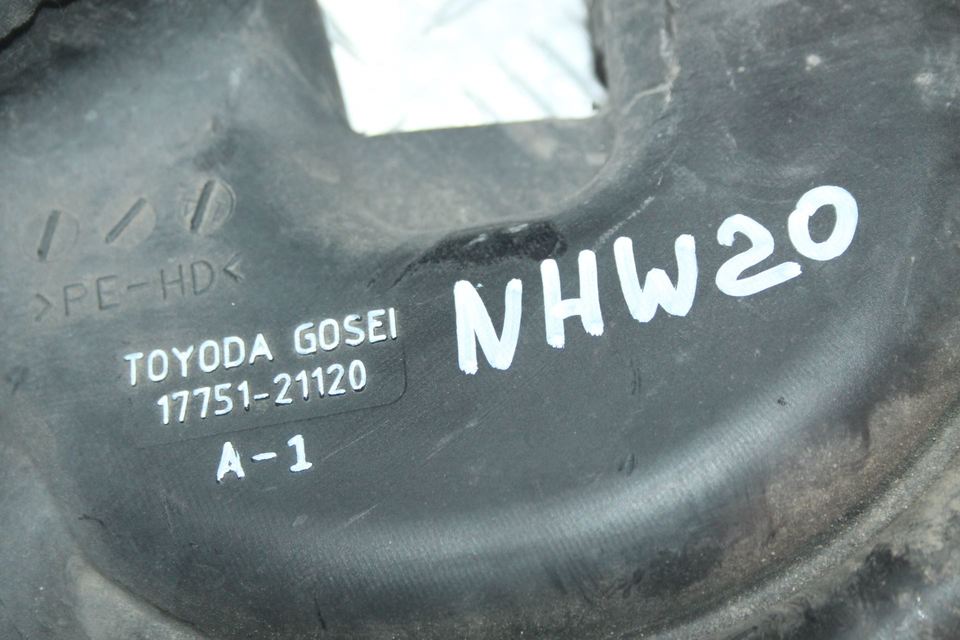 >PE-HD<
TOYODA GOSEI
17751-21120
A-1
NHW20